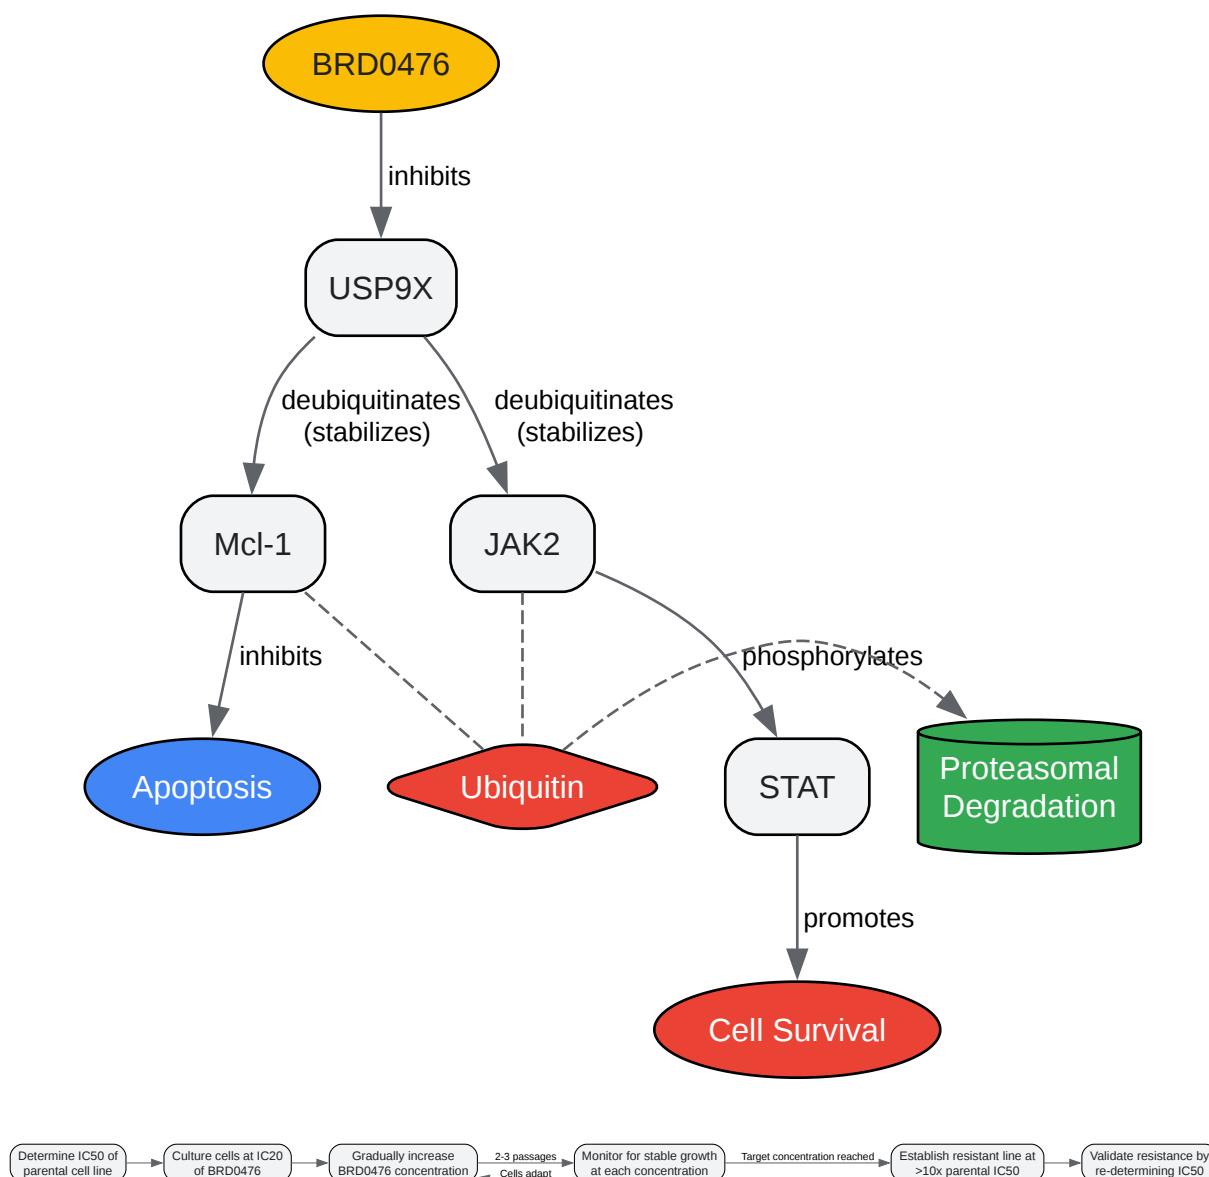 BRD0476
inhibits
USP9X
deubiquitinates
(stabilizes)
deubiquitinates
(stabilizes)
Mcl-1
JAK2
inhibits
phosphorylates
Apoptosis
Ubiquitin
STAT
Proteasomal
Degradation
promotes
Cell Survival
Determine IC50 of
parental cell line
Culture cells at IC20
of BRD0476
Gradually increase
BRD0476 concentration
2-3 passages
Cells adapt
Monitor for stable growth
at each concentration
Target concentration reached
Establish resistant line at
>10x parental IC50
Validate resistance by
re-determining IC50